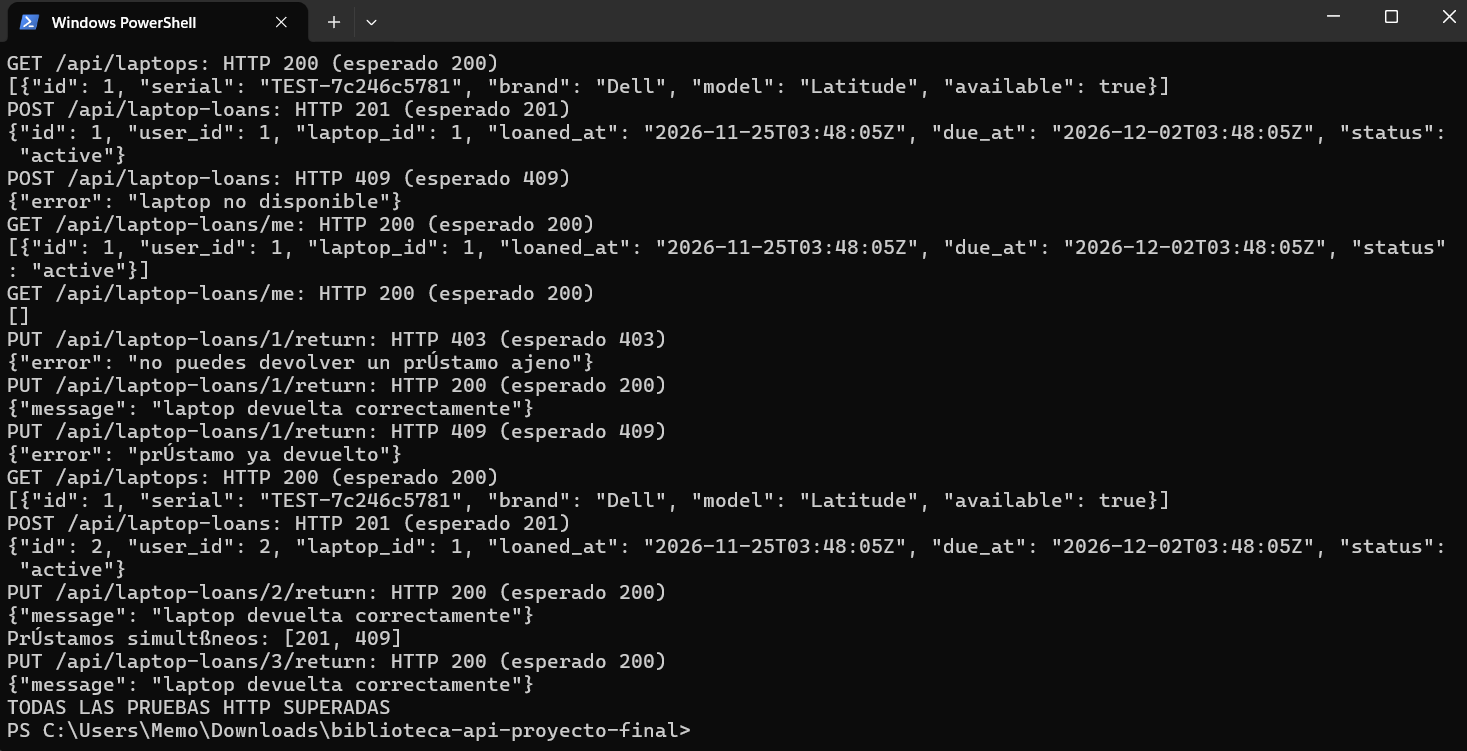 Windows PowerShell
GET /api/laptops: HTTP 200 (esperado 200)
[{"id": 1, "serial": "TEST-7c246c5781", "brand": "Dell", "model": "Latitude", "available": true}]
POST /api/laptop-loans: HTTP 201 (esperado 201)
{"id": 1, "user_id": 1, "laptop_id": 1, "loaned_at": "2026-11-25T03:48:05Z", "due_at": "2026-12-02T03:48:05Z", "status":
 "active"}
POST /api/laptop-loans: HTTP 409 (esperado 409)
{"error": "laptop no disponible"}
GET /api/laptop-loans/me: HTTP 200 (esperado 200)
[{"id": 1, "user_id": 1, "laptop_id": 1, "loaned_at": "2026-11-25T03:48:05Z", "due_at": "2026-12-02T03:48:05Z", "status"
: "active"}]
GET /api/laptop-loans/me: HTTP 200 (esperado 200)
[]
PUT /api/laptop-loans/1/return: HTTP 403 (esperado 403)
{"error": "no puedes devolver un prÚstamo ajeno"}
PUT /api/laptop-loans/1/return: HTTP 200 (esperado 200)
{"message": "laptop devuelta correctamente"}
PUT /api/laptop-loans/1/return: HTTP 409 (esperado 409)
{"error": "prÚstamo ya devuelto"}
GET /api/laptops: HTTP 200 (esperado 200)
[{"id": 1, "serial": "TEST-7c246c5781", "brand": "Dell", "model": "Latitude", "available": true}]
POST /api/laptop-loans: HTTP 201 (esperado 201)
{"id": 2, "user_id": 2, "laptop_id": 1, "loaned_at": "2026-11-25T03:48:05Z", "due_at": "2026-12-02T03:48:05Z", "status":
 "active"}
PUT /api/laptop-loans/2/return: HTTP 200 (esperado 200)
{"message": "laptop devuelta correctamente"}
PrÚstamos simultßneos: [201, 409]
PUT /api/laptop-loans/3/return: HTTP 200 (esperado 200)
{"message": "laptop devuelta correctamente"}
TODAS LAS PRUEBAS HTTP SUPERADAS
PS C:\Users\Memo\Downloads\biblioteca-api-proyecto-final>